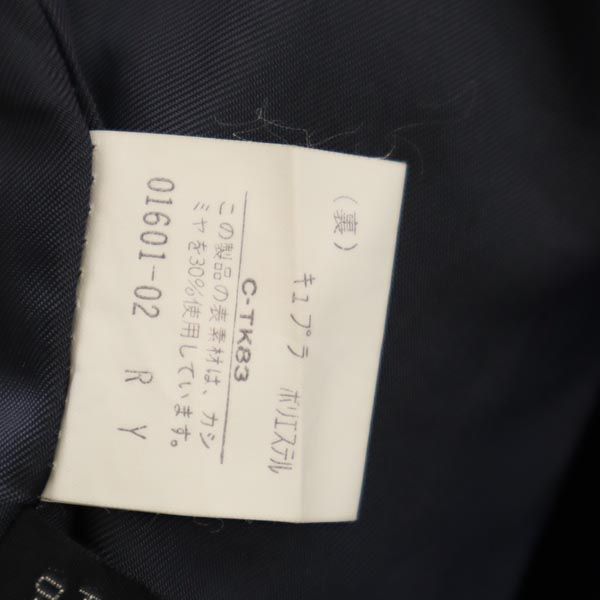 (裏)
キュプラ ポリエステル
C-TK83
この製品の表素材は、カシ
ミヤを30%使用しています。
01601-02 R Y